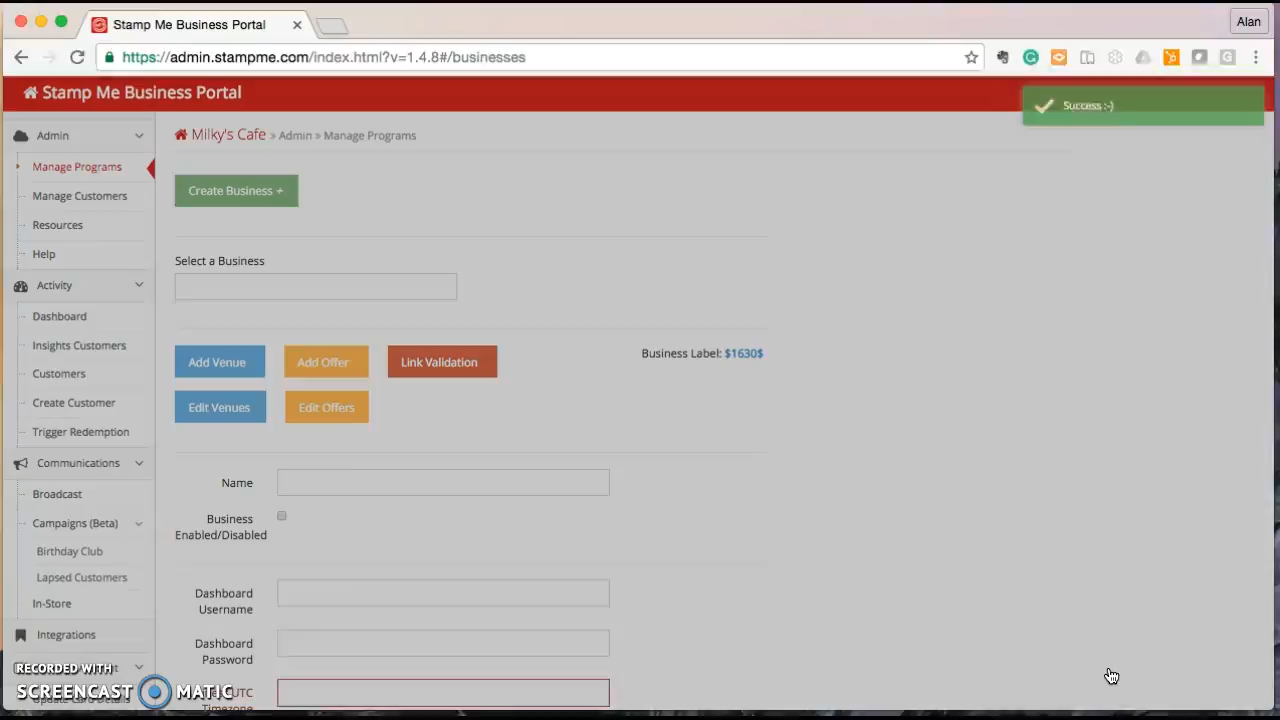 Stamp Me Business Portal
Alan
https://admin.stampme.com/index.html?v=1.4.8#/businesses
Stamp Me Business Portal
Success :-)
Admin
Manage Programs
Manage Customers
Resources
Help
Activity
Dashboard
Insights Customers
Customers
Create Customer
Trigger Redemption
Communications
Broadcast
Campaigns (Beta)
Birthday Club
Lapsed Customers
In-Store
Integrations
Update Card Details
Milky's Cafe » Admin » Manage Programs
Create Business +
Select a Business
Add Venue
Add Offer
Link Validation
Business Label: $1630$
Edit Venues
Edit Offers
Name
Business
Enabled/Disabled
Dashboard
Username
Dashboard
Password
UTC
Timezone
RECORDED WITH
SCREENCAST MATIC